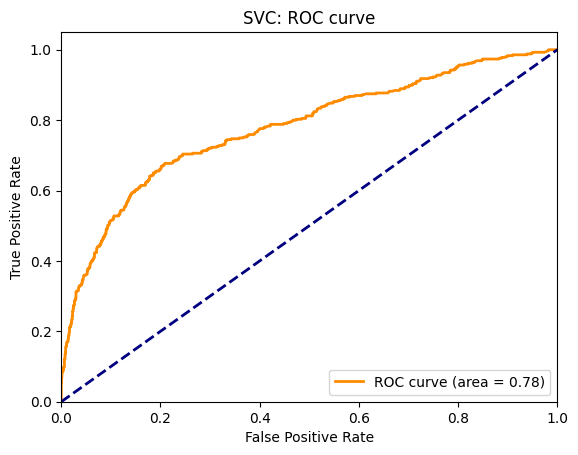 SVC: ROC curve
True Positive Rate
1.0
0.8
0.6
0.4
0.2
0.0
ROC curve (area = 0.78)
0.0 0.2 0.4 0.6 0.8 1.0
False Positive Rate